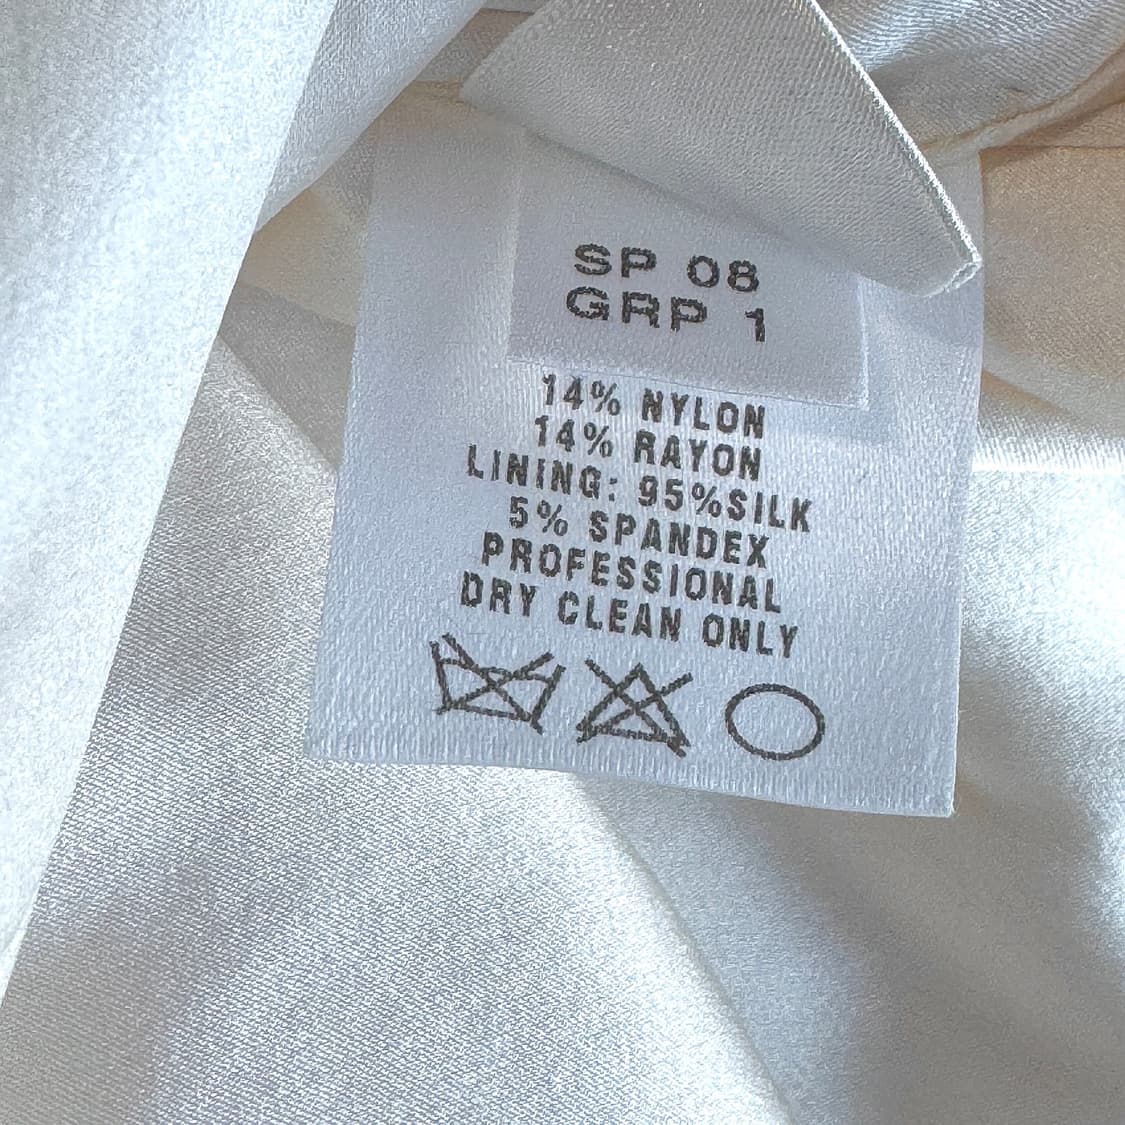 SP 08
GRP 1
14% NYLON
14% RAYON
LINING: 95%SILK
5% SPANDEX
PROFESSIONAL
DRY CLEAN ONLY